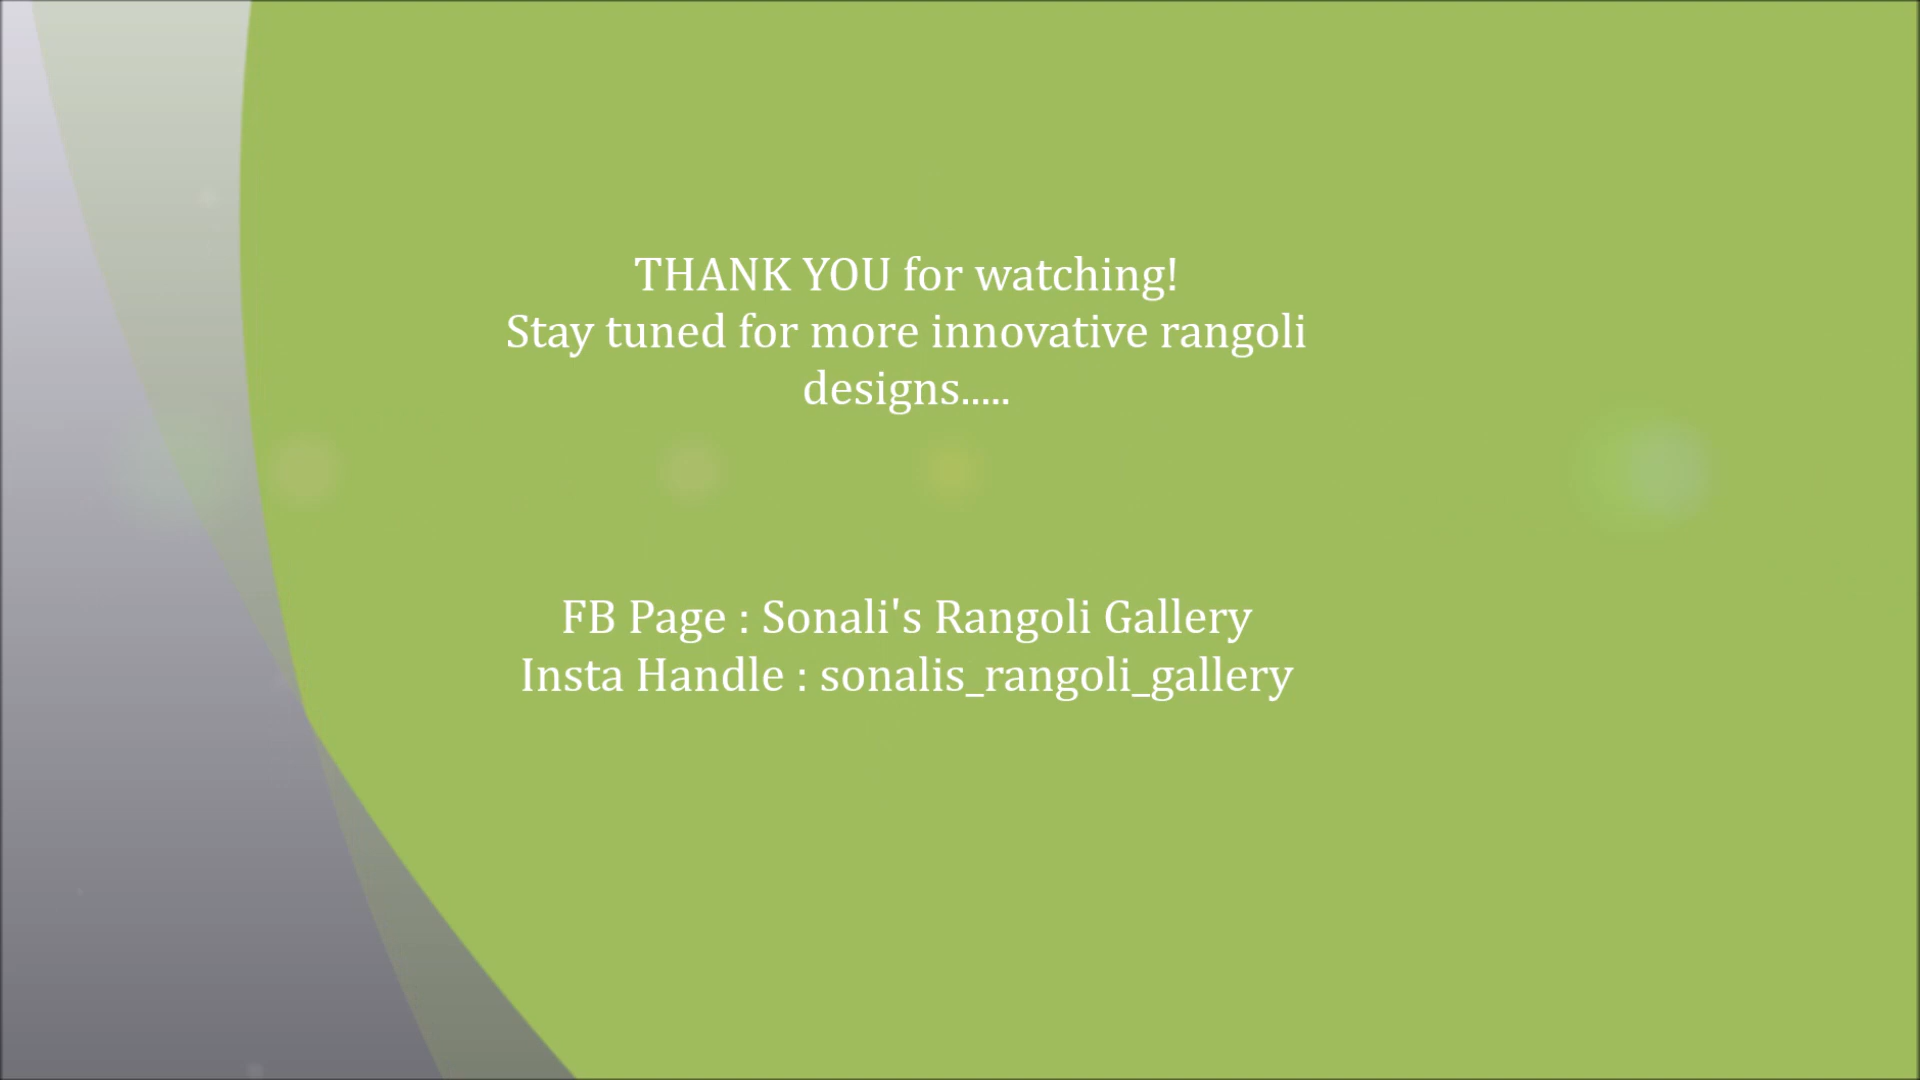 THANK YOU for watching!
Stay tuned for more innovative rangoli
designs.....
FB Page : Sonali's Rangoli Gallery
Insta Handle : sonalis_rangoli_gallery